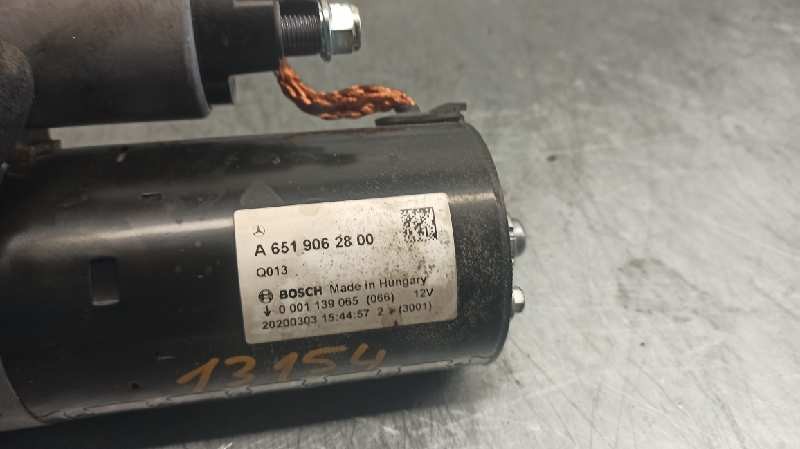 A 651 906 28 00
Q013
BOSCH Made in Hungary
0 001 139 065 (066) 12V
20200303 15:44:57 2 (3001)
13154